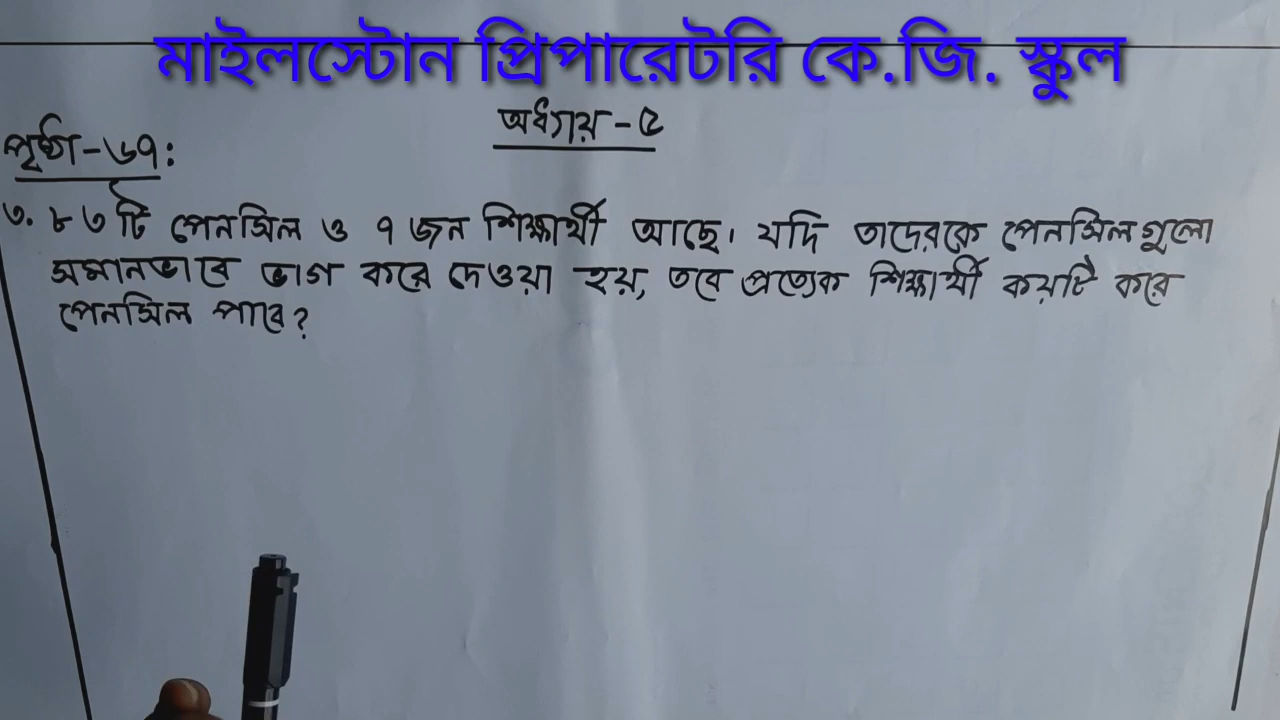 মাইলস্টোন প্রিপারেটরি কে.জি. স্কুল
অধ্যায় - ৫
পৃষ্ঠা - ৬৭:
৩. ৮৩টি পেনসিল ও ৭ জন শিক্ষার্থী আছে। যদি তাদেরকে পেনসিলগুলো
সমানভাবে ভাগ করে দেওয়া হয়, তবে প্রত্যেক শিক্ষার্থী কয়টি করে
পেনসিল পাবে?